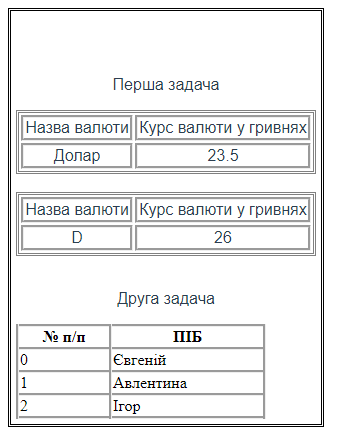 Перша задача
Назва валюти Курс валюти у гривнях
Долар 23.5
Назва валюти Курс валюти у гривнях
D 26
Друга задача
№ п/п ПІБ
0 Євгеній
1 Авлентина
2 Ігор